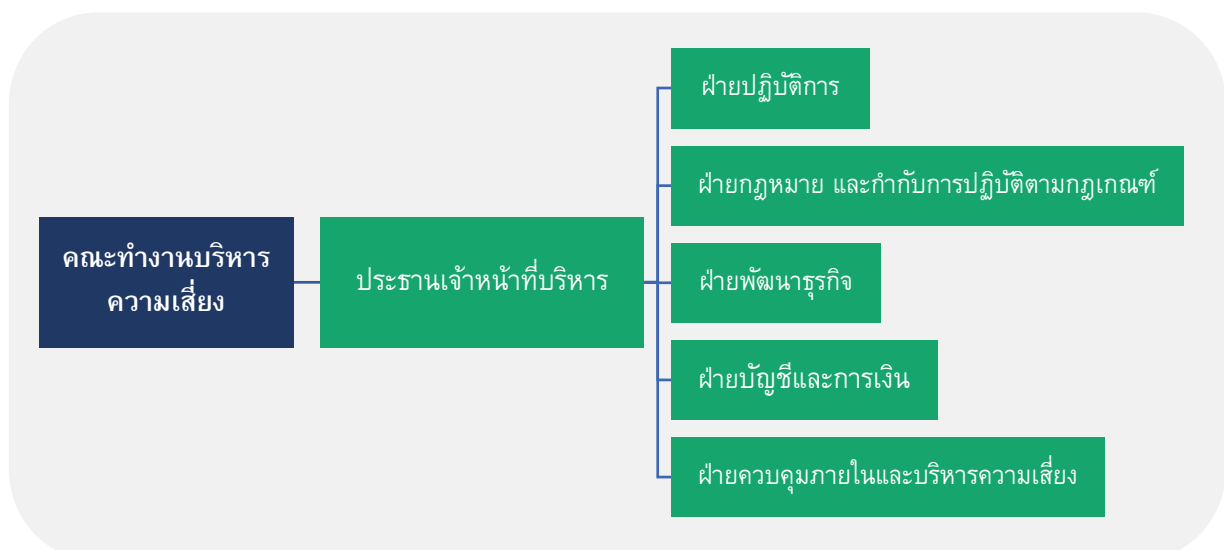 คณะทำงานบริหาร
ความเสี่ยง
ประธานเจ้าหน้าที่บริหาร
ฝ่ายปฏิบัติการ
ฝ่ายกฎหมาย และกำกับการปฏิบัติตามกฎเกณฑ์
ฝ่ายพัฒนาธุรกิจ
ฝ่ายบัญชีและการเงิน
ฝ่ายควบคุมภายในและบริหารความเสี่ยง